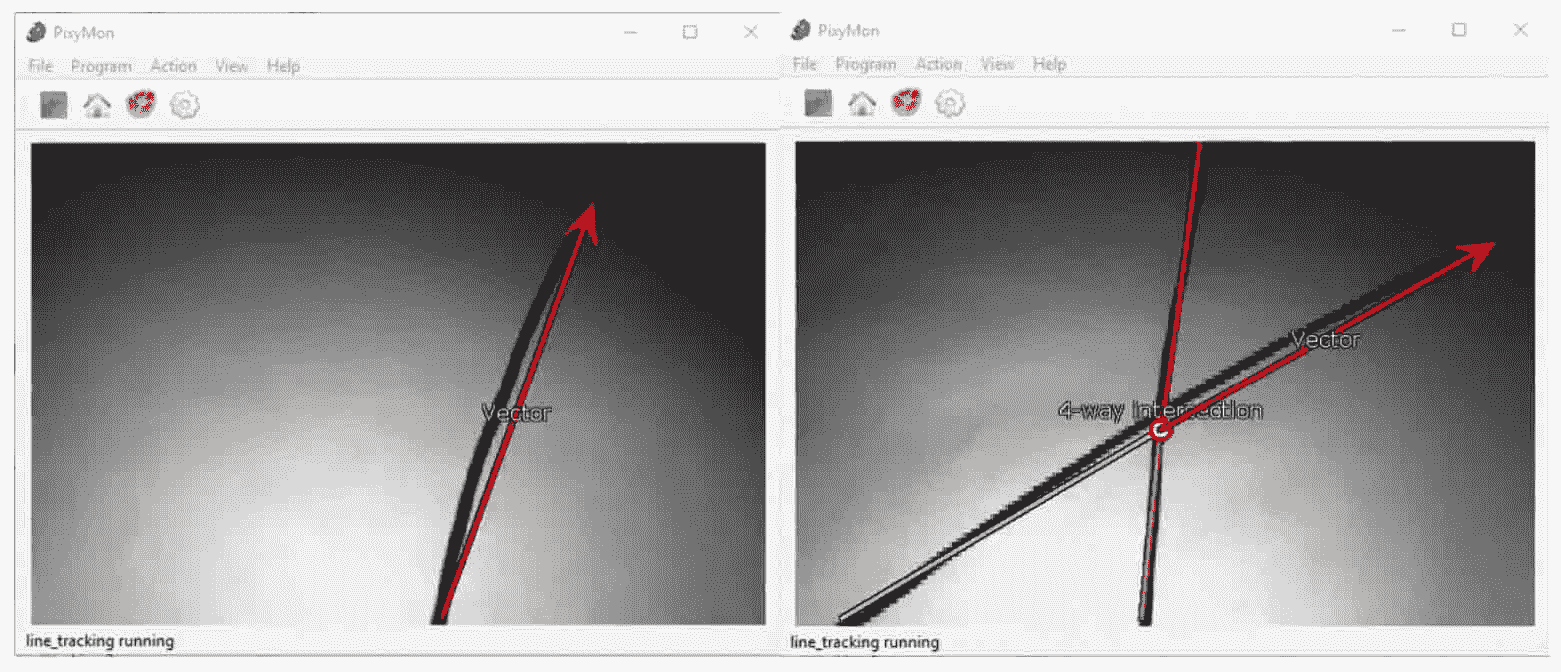 PixyMon
File Program Action View Help
Vector
line_tracking running
PixyMon
File Program Action View Help
Vector
4-way intersection
line_tracking running